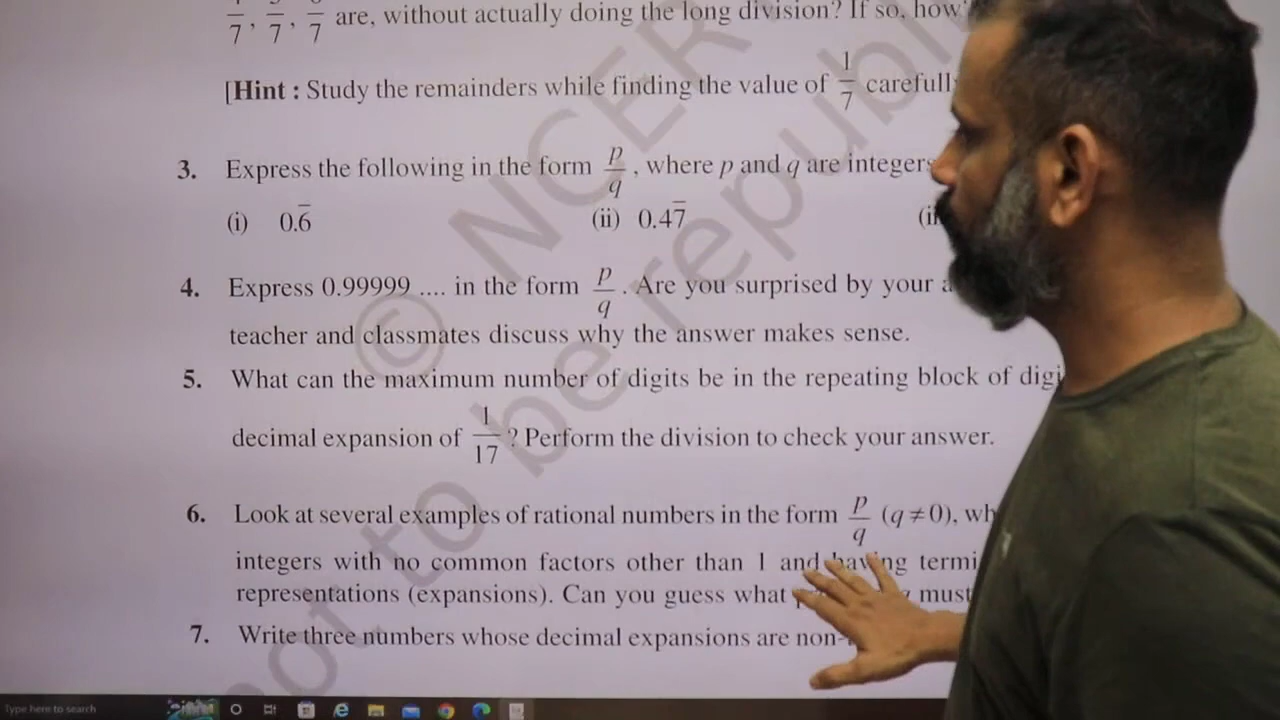 7, 7, 7 are, without actually doing the long division? If so, how
[Hint : Study the remainders while finding the value of 1/7
3. Express the following in the form p/q, where p and q are integers
(i) 0.6̅ (ii) 0.47̅
4. Express 0.99999 .... in the form p/q. Are you surprised by your
teacher and classmates discuss why the answer makes sense.
5. What can the maximum number of digits be in the repeating block of
decimal expansion of 1/17 ? Perform the division to check your answer.
6. Look at several examples of rational numbers in the form p/q (q ≠ 0),
integers with no common factors other than 1 and having
representations (expansions). Can you guess what must
7. Write three numbers whose decimal expansions are non-
© NCER
not to be republi
Type here to search